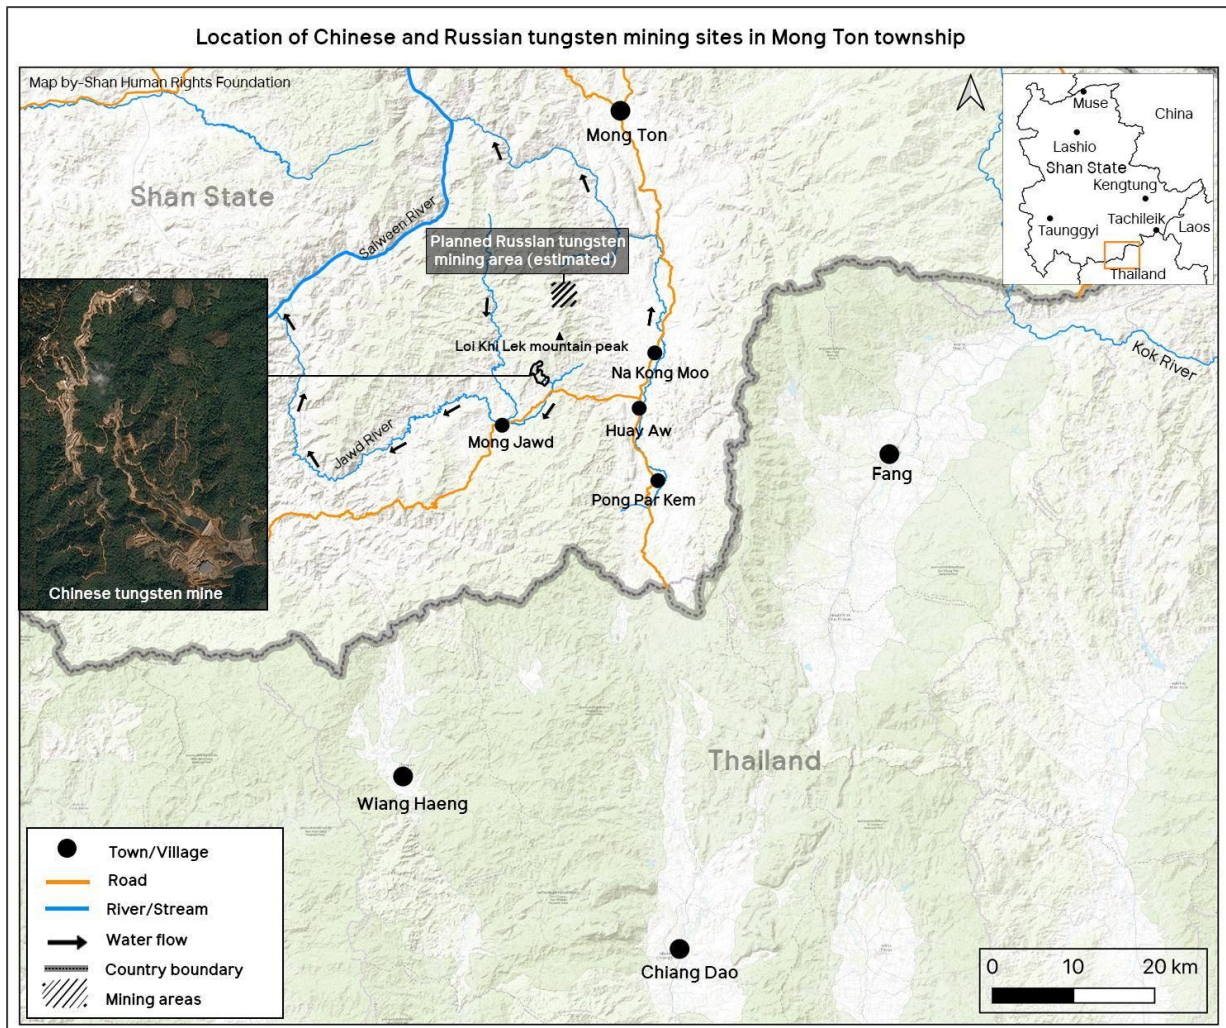 Location of Chinese and Russian tungsten mining sites in Mong Ton township
Map by-Shan Human Rights Foundation
Mong Ton
Shan State
Salween River
Planned Russian tungsten
mining area (estimated)
Loi Khi Lek mountain peak
Na Kong Moo
Huay Aw
Mong Jawd
Jawd River
Pong Par Kem
Chinese tungsten mine
Muse
China
Lashio
Shan State
Kengtung
Tachileik
Taunggyi
Laos
Thailand
Kok River
Fang
Thailand
Wiang Haeng
Chiang Dao
Town/Village
Road
River/Stream
Water flow
Country boundary
Mining areas
0 10 20 km